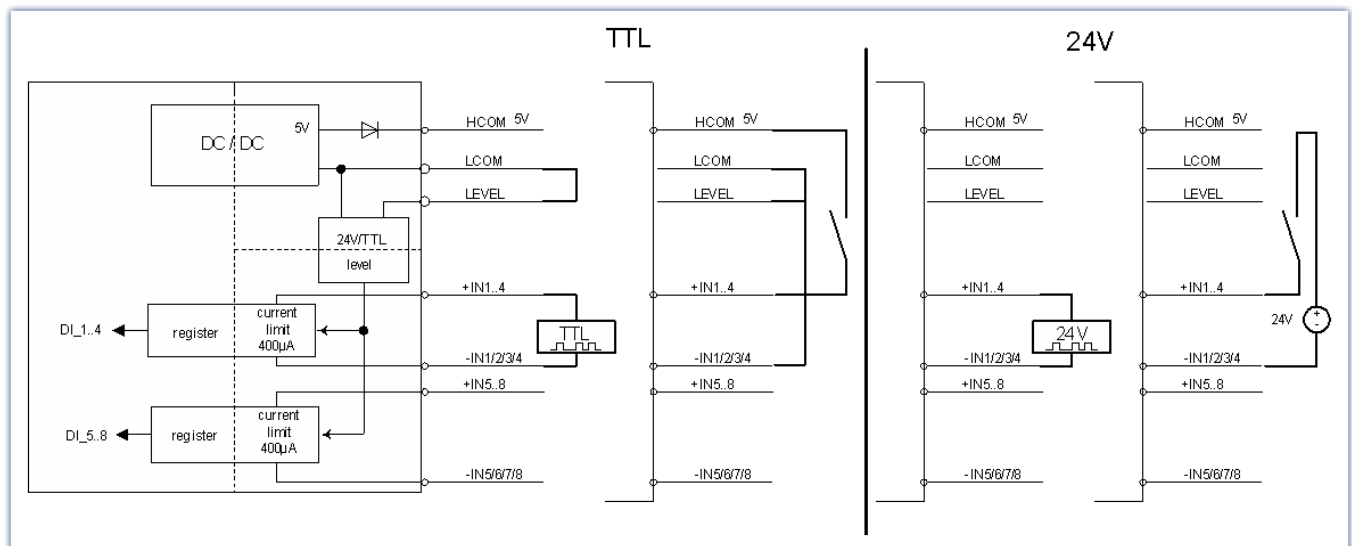 TTL
24V
DC / DC
5V
24V/TTL
level
DI_1..4
register
current
limit
400µA
DI_5..8
register
current
limit
400µA
HCOM 5V
LCOM
LEVEL
+IN1..4
TTL
-IN1/2/3/4
+IN5..8
-IN5/6/7/8
HCOM 5V
LCOM
LEVEL
+IN1..4
-IN1/2/3/4
+IN5..8
-IN5/6/7/8
HCOM 5V
LCOM
LEVEL
+IN1..4
24V
-IN1/2/3/4
+IN5..8
-IN5/6/7/8
HCOM 5V
LCOM
LEVEL
+IN1..4
24V
+
-
-IN1/2/3/4
+IN5..8
-IN5/6/7/8